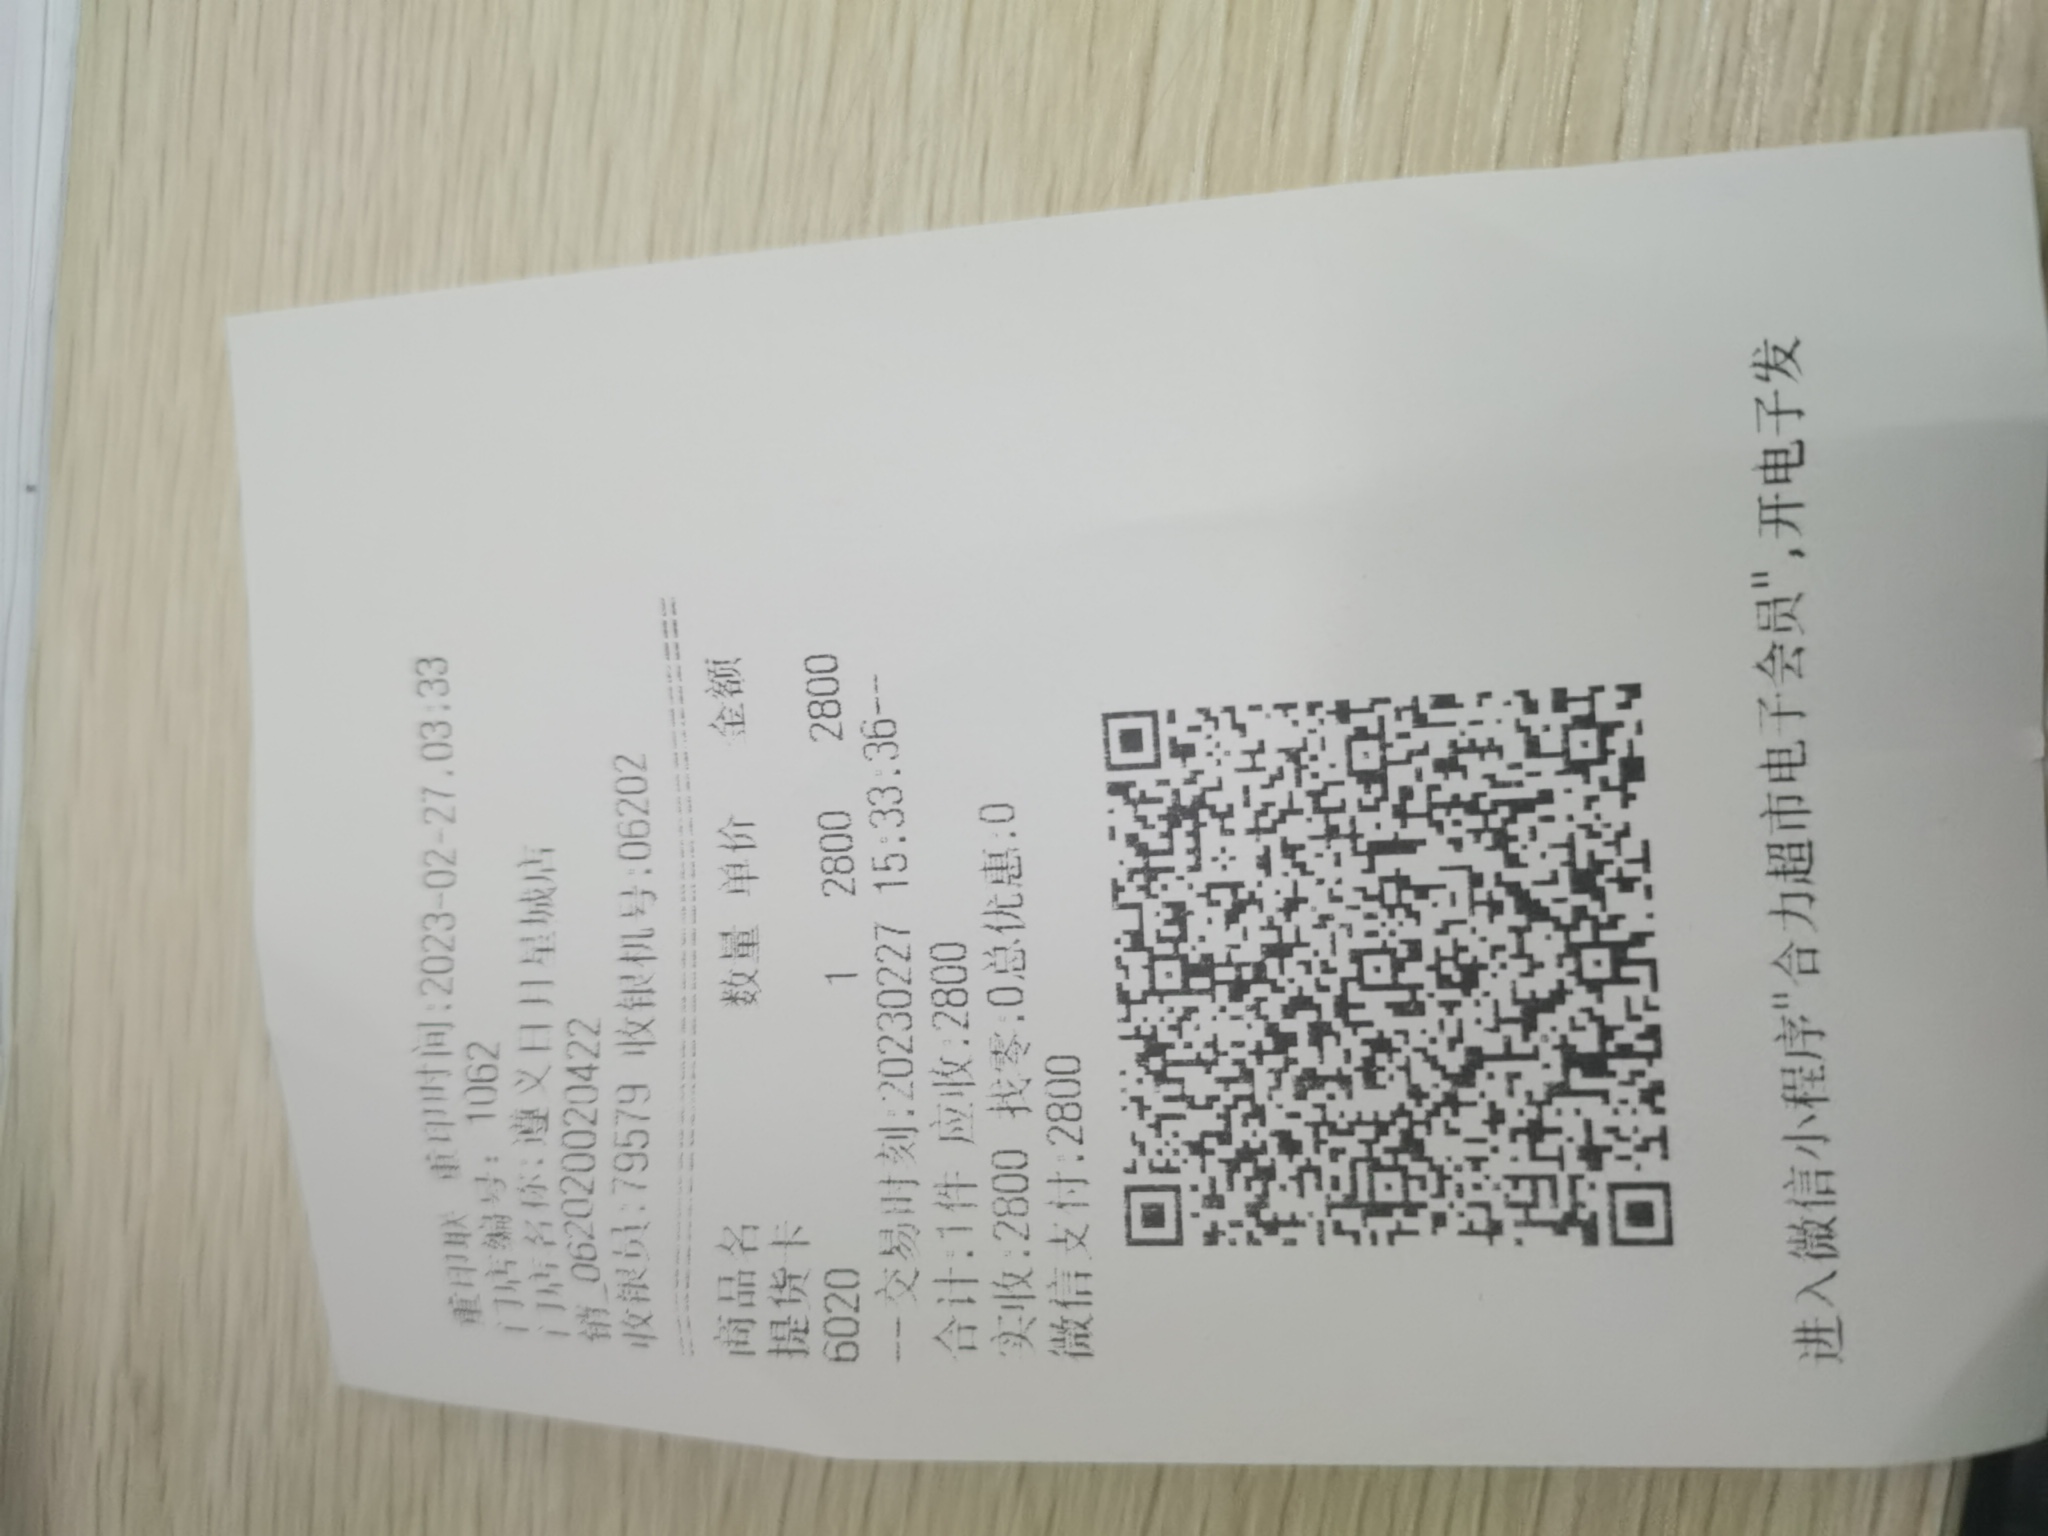 重印联 重印时间:2023-02-27.03:33
门店编号: 1062
门店名称:遵义日月星城店
销_0620200204​22
收银员:79579 收银机号:06202
商品名 数量 单价 金额
提货卡
6020 1 2800 2800
---交易时刻:20230227 15:33:36---
合计:1件 应收:2800
实收:2800 找零:0总优惠:0
微信支付:2800
进入微信小程序"合力超市电子会员",开电子发